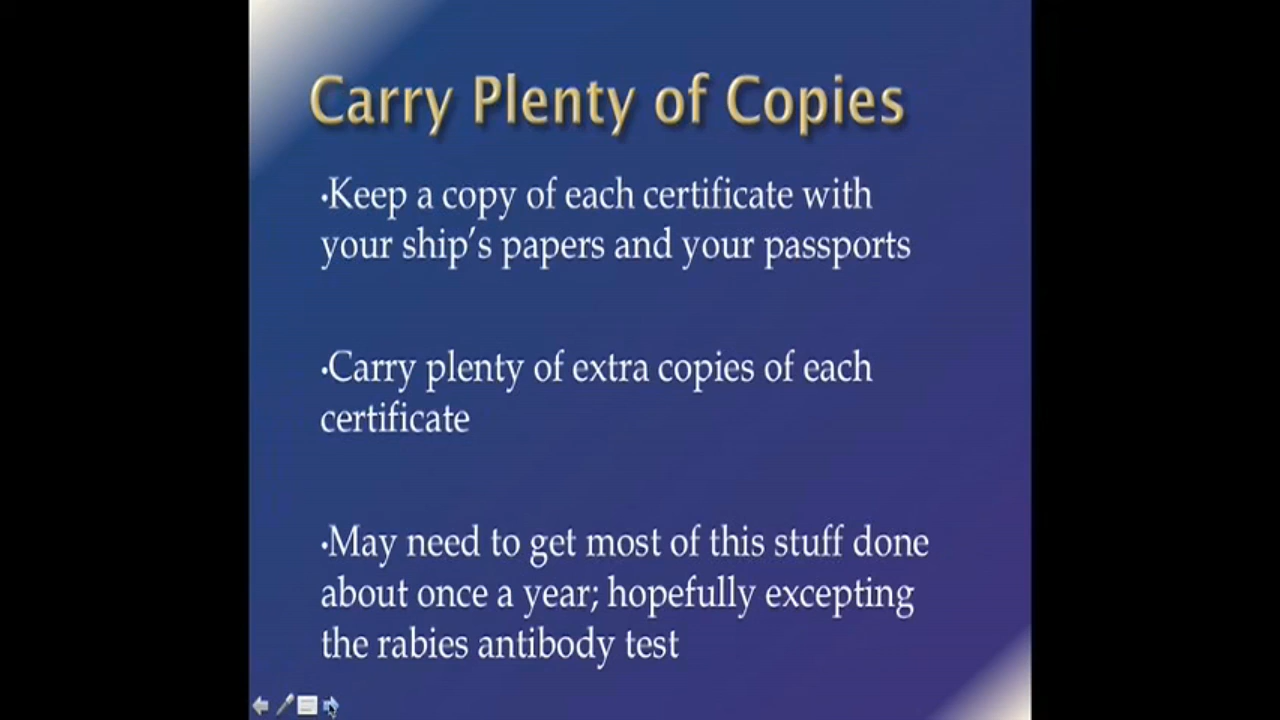 Carry Plenty of Copies
•Keep a copy of each certificate with
your ship's papers and your passports
•Carry plenty of extra copies of each
certificate
•May need to get most of this stuff done
about once a year; hopefully excepting
the rabies antibody test